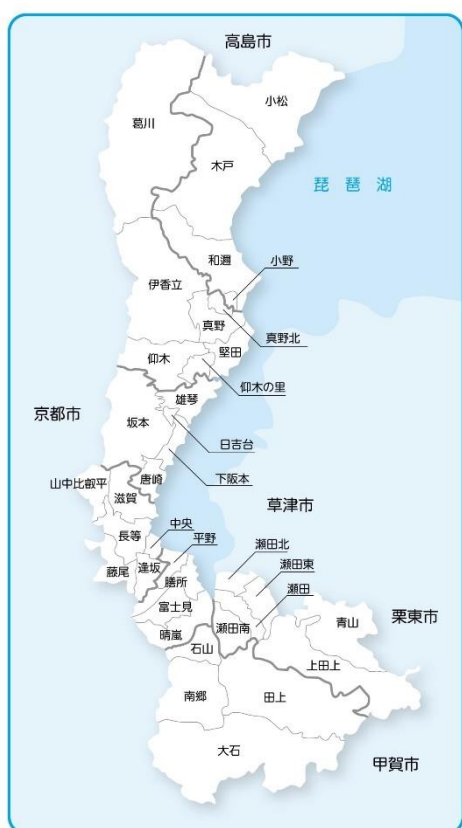 高島市
小松
葛川
木戸
琵琶湖
和邇
小野
伊香立
真野
真野北
堅田
仰木
仰木の里
雄琴
京都市
坂本
日吉台
下阪本
山中比叡平
唐崎
滋賀
草津市
中央
長等
平野
瀬田北
藤尾
逢坂
膳所
瀬田東
瀬田
富士見
青山
栗東市
晴嵐
瀬田南
石山
上田上
南郷
田上
大石
甲賀市